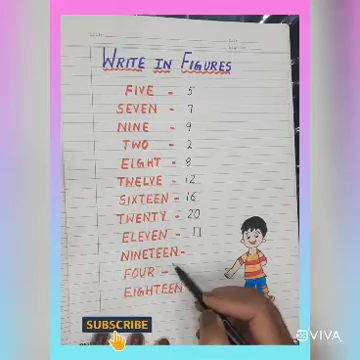 WRITE IN FIGURES
FIVE - 5
SEVEN - 7
NINE - 9
TWO - 2
EIGHT - 8
TWELVE - 12
SIXTEEN - 16
TWENTY - 20
ELEVEN - 11
NINETEEN -
FOUR -
EIGHTEEN
SUBSCRIBE
VIVA